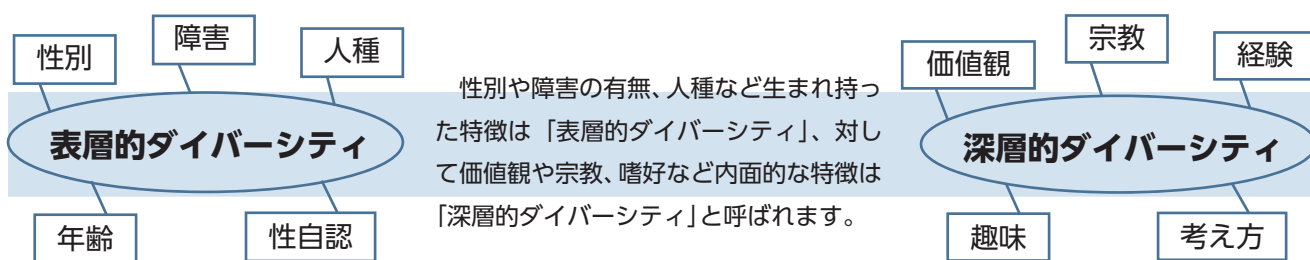 性別
障害
人種
表層的ダイバーシティ
年齢
性自認
性別や障害の有無、人種など生まれ持っ
た特徴は「表層的ダイバーシティ」、対し
て価値観や宗教、嗜好など内面的な特徴は
「深層的ダイバーシティ」と呼ばれます。
価値観
宗教
経験
深層的ダイバーシティ
趣味
考え方